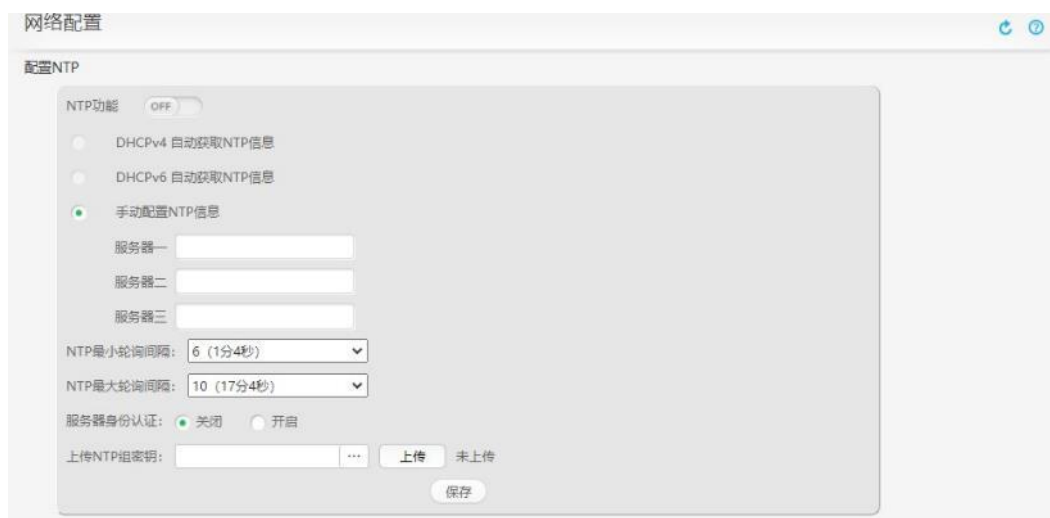 网络配置
配置NTP
NTP功能 OFF
DHCPv4 自动获取NTP信息
DHCPv6 自动获取NTP信息
手动配置NTP信息
服务器一
服务器二
服务器三
NTP最小轮询间隔： 6（1分4秒）
NTP最大轮询间隔： 10（17分4秒）
服务器身份认证： 关闭 开启
上传NTP组密钥： ... 上传 未上传
保存